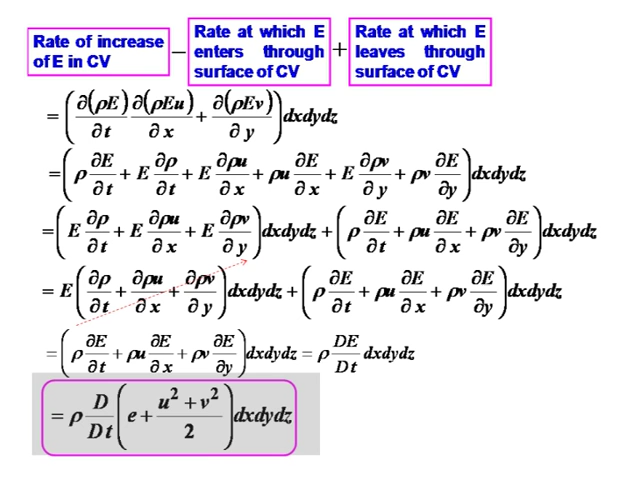 Rate of increase of E in CV − Rate at which E enters through surface of CV + Rate at which E leaves through surface of CV
= (∂(ρE)/∂t ∂(ρEu)/∂x + ∂(ρEv)/∂y) dxdydz
= (ρ ∂E/∂t + E ∂ρ/∂t + E ∂ρu/∂x + ρu ∂E/∂x + E ∂ρv/∂y + ρv ∂E/∂y) dxdydz
= (E ∂ρ/∂t + E ∂ρu/∂x + E ∂ρv/∂y) dxdydz + (ρ ∂E/∂t + ρu ∂E/∂x + ρv ∂E/∂y) dxdydz
= E (∂ρ/∂t + ∂ρu/∂x + ∂ρv/∂y) dxdydz + (ρ ∂E/∂t + ρu ∂E/∂x + ρv ∂E/∂y) dxdydz
= (ρ ∂E/∂t + ρu ∂E/∂x + ρv ∂E/∂y) dxdydz = ρ DE/Dt dxdydz
= ρ D/Dt (e + (u² + v²)/2) dxdydz